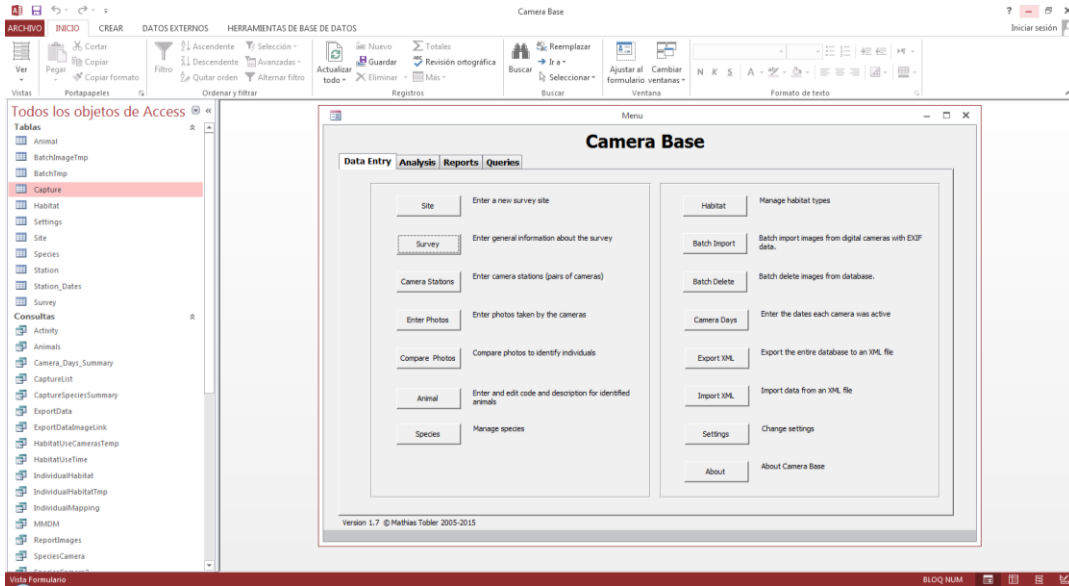 Camera Base
? 
ARCHIVO INICIO CREAR DATOS EXTERNOS HERRAMIENTAS DE BASE DE DATOS Iniciar sesión
Ver
Vistas
Pegar
Cortar
Copiar
Copiar formato
Portapapeles
Filtro
Ascendente
Descendente
Quitar orden
Selección
Avanzadas
Alternar filtro
Ordenar y filtrar
Actualizar todo
Nuevo
Guardar
Eliminar
Totales
Revisión ortográfica
Más
Registros
Buscar
Reemplazar
Ir a
Seleccionar
Buscar
Ajustar al formulario
Cambiar ventanas
Ventana
N K S A
Formato de texto
Todos los objetos de Access
Tablas
Animal
BatchImageTmp
BatchTmp
Capture
Habitat
Settings
Site
Species
Station
Station_Dates
Survey
Consultas
Activity
Animals
Camera_Days_Summary
CaptureList
CaptureSpeciesSummary
ExportData
ExportDataImageLink
HabitatUseCamerasTemp
HabitatUseTime
IndividualHabitat
IndividualHabitatTmp
IndividualMapping
MMDM
ReportImages
SpeciesCamera
Menu
Camera Base
Data Entry Analysis Reports Queries
Site Enter a new survey site
Survey Enter general information about the survey
Camera Stations Enter camera stations (pairs of cameras)
Enter Photos Enter photos taken by the cameras
Compare Photos Compare photos to identify individuals
Animal Enter and edit code and description for identified
animals
Species Manage species
Habitat Manage habitat types
Batch Import Batch import images from digital cameras with EXIF
data.
Batch Delete Batch delete images from database.
Camera Days Enter the dates each camera was active
Export XML Export the entire database to an XML file
Import XML Import data from an XML file
Settings Change settings
About About Camera Base
Version 1.7 © Mathias Tobler 2005-2015
Vista Formulario
BLOQ NUM